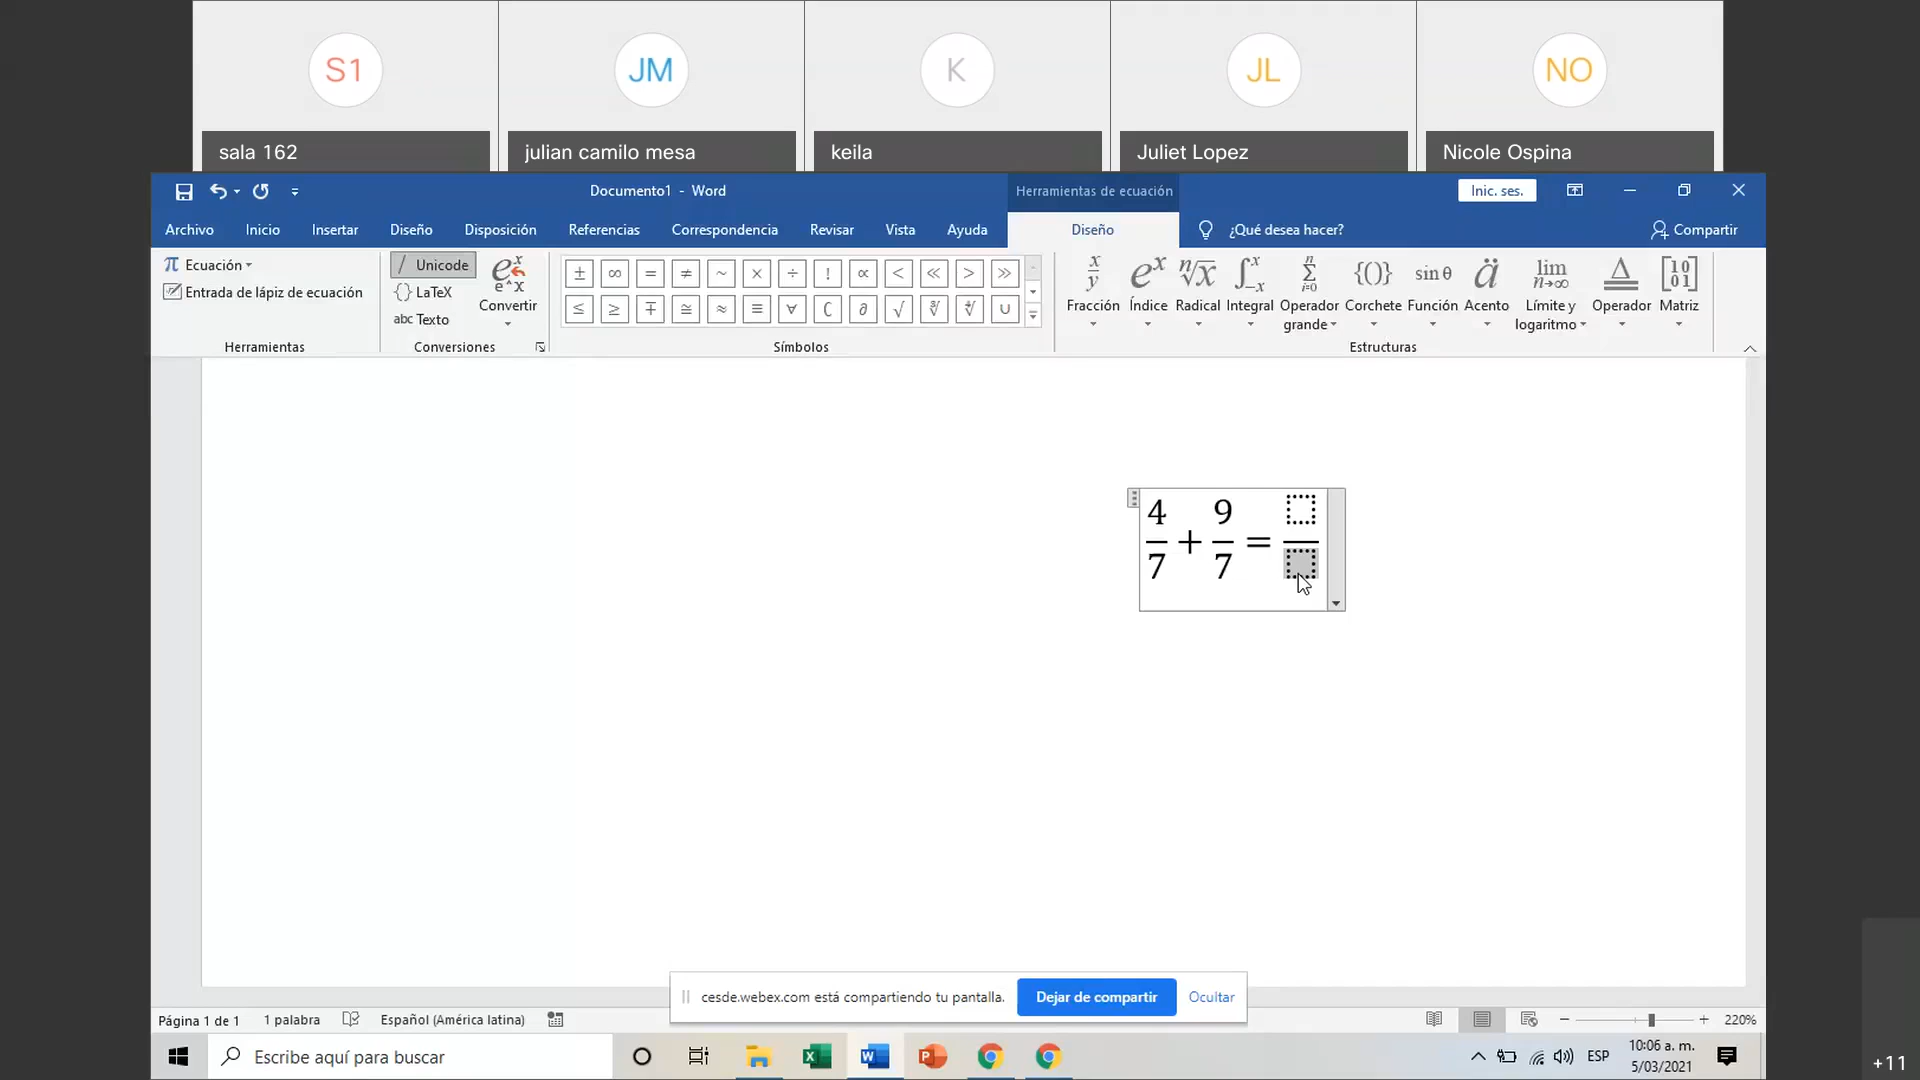 S1 JM K JL NO
sala 162 julian camilo mesa keila Juliet Lopez Nicole Ospina
Documento1 - Word Herramientas de ecuación Inic. ses.
Archivo Inicio Insertar Diseño Disposición Referencias Correspondencia Revisar Vista Ayuda Diseño ¿Qué desea hacer? Compartir
π Ecuación
Entrada de lápiz de ecuación
Herramientas
/ Unicode
{} LaTeX
abc Texto
e^x
Convertir
Conversiones
± ∞ = ≠ ~ × ÷ ! ∝ < ≪ > ≫
≤ ≥ ∓ ≅ ≈ ≡ ∀ ∁ ∂ √ ∛ ∜ ∪
Símbolos
x/y e^x n√x ∫ -x x n Σ i=0 {()} sin θ ä lim n→∞ Δ [10 01]
Fracción Índice Radical Integral Operador grande Corchete Función Acento Límite y logaritmo Operador Matriz
Estructuras
4/7 + 9/7 =
cesde.webex.com está compartiendo tu pantalla. Dejar de compartir Ocultar
Página 1 de 1 1 palabra Español (América latina) 220%
Escribe aquí para buscar
ESP 10:06 a. m.
5/03/2021
+11